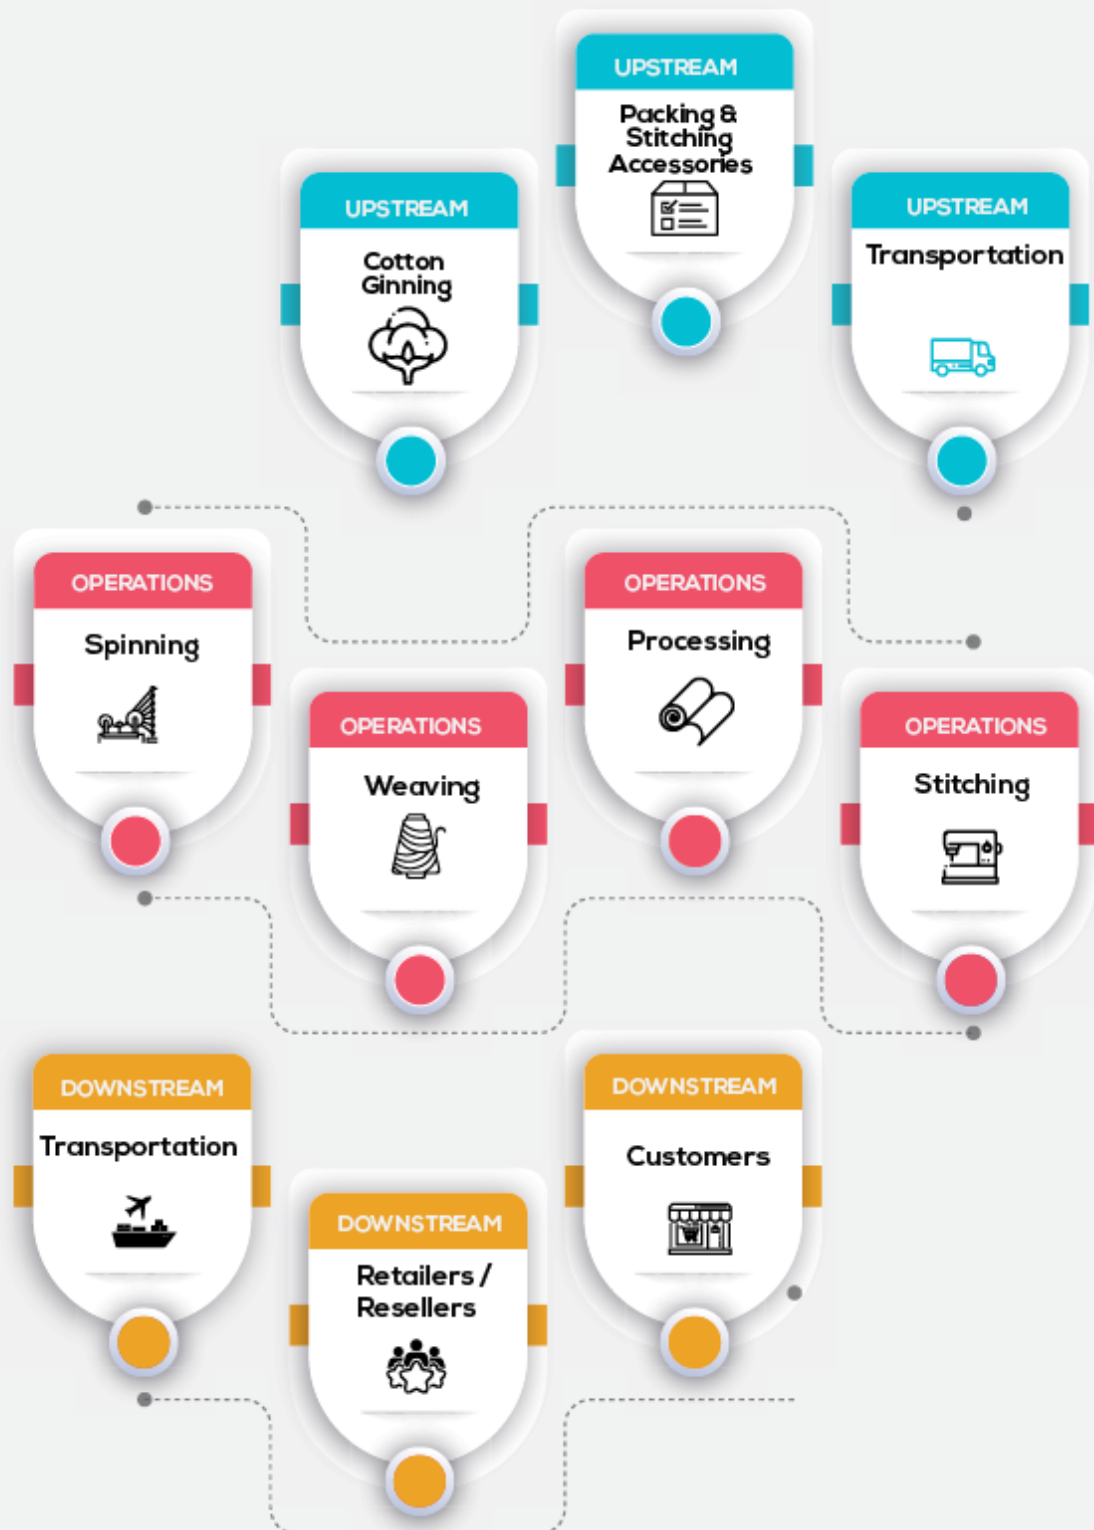 UPSTREAM
Packing &
Stitching
Accessories
UPSTREAM
Cotton
Ginning
UPSTREAM
Transportation
OPERATIONS
Spinning
OPERATIONS
Weaving
OPERATIONS
Processing
OPERATIONS
Stitching
DOWNSTREAM
Transportation
DOWNSTREAM
Retailers /
Resellers
DOWNSTREAM
Customers